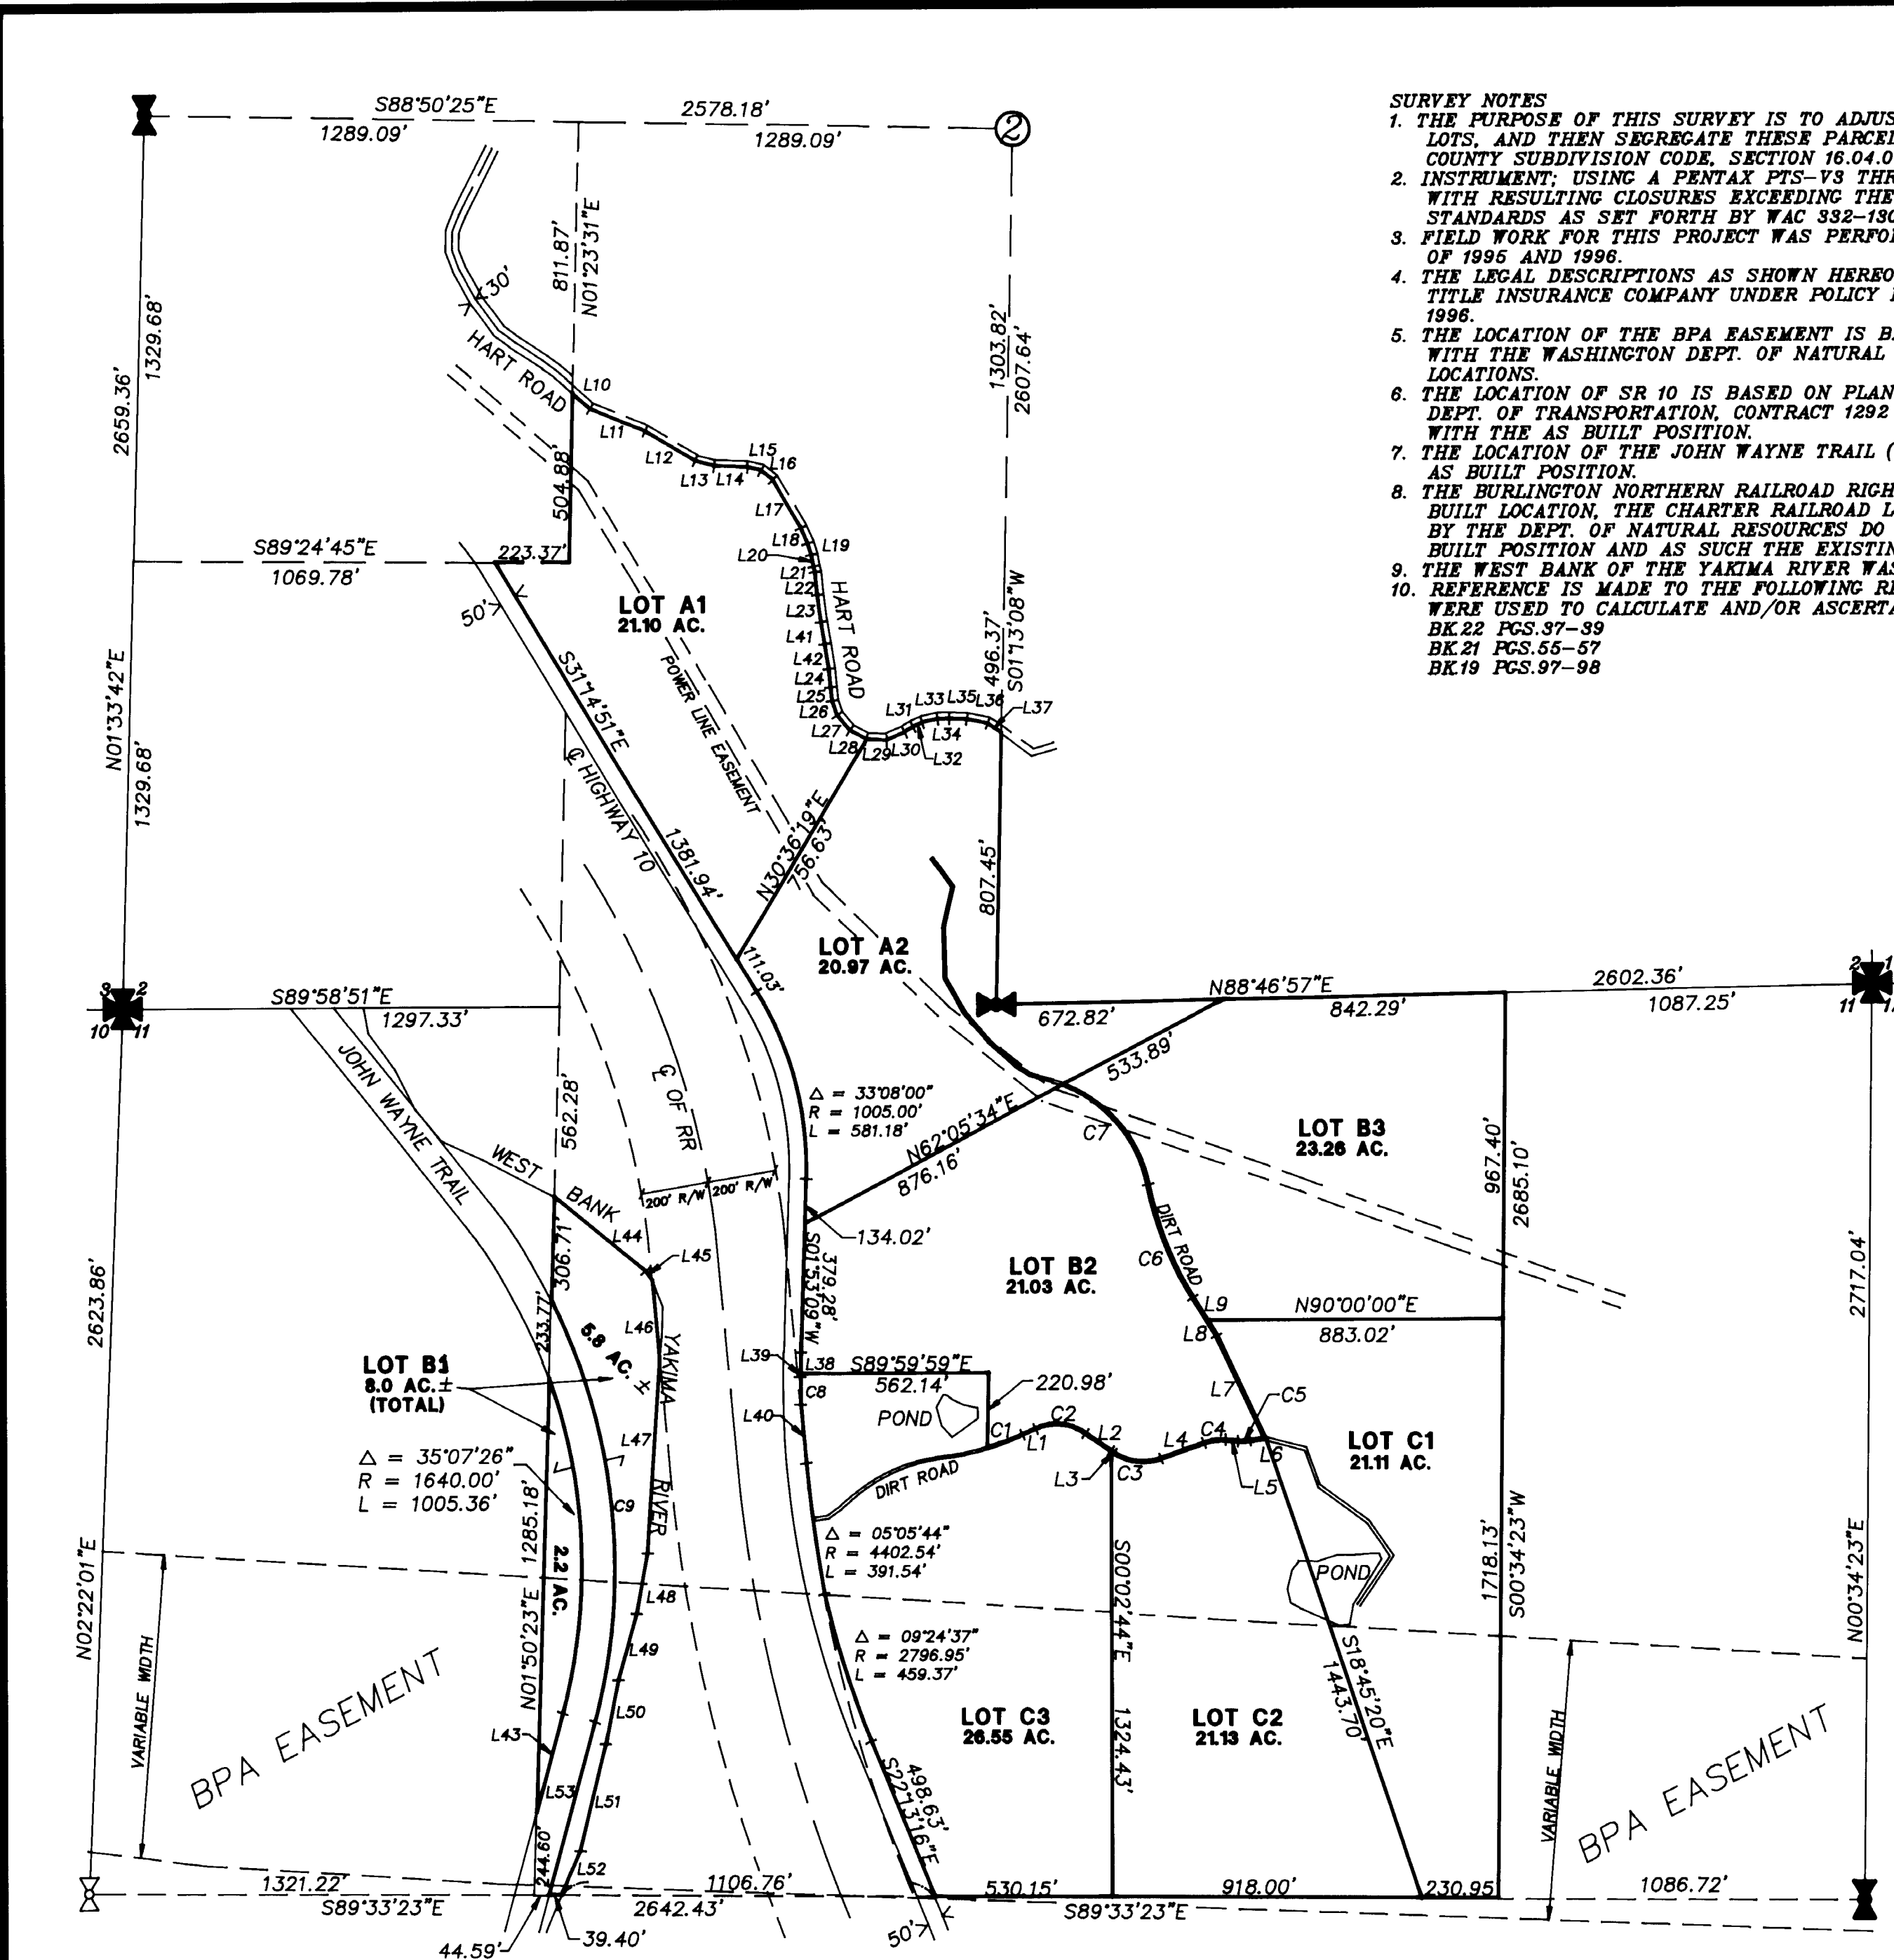 SURVEY NOTES
1. THE PURPOSE OF THIS SURVEY IS TO ADJUS
LOTS, AND THEN SEGREGATE THESE PARCEL
COUNTY SUBDIVISION CODE, SECTION 16.04.0
2. INSTRUMENT; USING A PENTAX PTS-V3 THR
WITH RESULTING CLOSURES EXCEEDING THE
STANDARDS AS SET FORTH BY WAC 332-130
3. FIELD WORK FOR THIS PROJECT WAS PERFOR
OF 1995 AND 1996.
4. THE LEGAL DESCRIPTIONS AS SHOWN HEREO
TITLE INSURANCE COMPANY UNDER POLICY
1996.
5. THE LOCATION OF THE BPA EASEMENT IS BA
WITH THE WASHINGTON DEPT. OF NATURAL
LOCATIONS.
6. THE LOCATION OF SR 10 IS BASED ON PLAN
DEPT. OF TRANSPORTATION, CONTRACT 1292
WITH THE AS BUILT POSITION.
7. THE LOCATION OF THE JOHN WAYNE TRAIL (
AS BUILT POSITION.
8. THE BURLINGTON NORTHERN RAILROAD RIGH
BUILT LOCATION, THE CHARTER RAILROAD L
BY THE DEPT. OF NATURAL RESOURCES DO
BUILT POSITION AND AS SUCH THE EXISTIN
9. THE WEST BANK OF THE YAKIMA RIVER WAS
10. REFERENCE IS MADE TO THE FOLLOWING RE
WERE USED TO CALCULATE AND/OR ASCERTA
BK.22 PGS.37-39
BK.21 PGS.55-57
BK.19 PGS.97-98
S88°50'25"E
2578.18'
1289.09'
1289.09'
2
811.87'
N01°23'31"E
30'
HART ROAD
1329.68'
2659.36'
1303.82'
2607.64'
L10
L11
L12
L13
L14
L15
L16
L17
L18
L19
L20
L21
L22
L23
L41
L42
L24
L25
L26
L27
L28
L29
L30
L31
L32
L33
L34
L35
L36
L37
504.88'
S89°24'45"E
1069.78'
223.37'
50'
LOT A1
21.10 AC.
HART ROAD
496.37'
S01°13'08"W
N01°33'42"E
1329.68'
S31°14'51"E
1381.94'
POWER LINE EASEMENT
℄ HIGHWAY 10
N30°36'19"E
756.63'
807.45'
111.03'
LOT A2
20.97 AC.
3 2
10 11
S89°58'51"E
1297.33'
N88°46'57"E
672.82'
842.29'
2602.36'
1087.25'
2 1
11
533.89'
JOHN WAYNE TRAIL
562.28'
℄ OF RR
Δ = 33°08'00"
R = 1005.00'
L = 581.18'
N62°05'34"E
876.16'
C7
LOT B3
23.26 AC.
967.40'
2685.10'
WEST
BANK
200' R/W
200' R/W
134.02'
L44
L45
306.71'
S01°53'09"W
379.28'
DIRT ROAD
C6
LOT B2
21.03 AC.
2623.86'
2717.04'
L9
N90°00'00"E
883.02'
L8
233.77'
5.8 AC. ±
L46
YAKIMA
L39
L38
S89°59'59"E
562.14'
220.98'
LOT B1
8.0 AC.±
(TOTAL)
C8
POND
L7
C5
L40
C1
L1
C2
L2
L3
C3
L4
C4
L5
L6
LOT C1
21.11 AC.
L47
Δ = 35°07'26"
R = 1640.00'
L = 1005.36'
C9
RIVER
DIRT ROAD
Δ = 05°05'44"
R = 4402.54'
L = 391.54'
POND
1285.18'
N01°50'23"E
2.2 AC.
L48
N02°22'01"E
S00°02'44"E
1324.43'
1718.13'
S00°34'23"W
N00°34'23"E
Δ = 09°24'37"
R = 2796.95'
L = 459.37'
L49
L50
VARIABLE WIDTH
BPA EASEMENT
L43
S18°45'20"E
1443.70'
LOT C3
26.55 AC.
LOT C2
21.13 AC.
L53
L51
498.63'
S22°13'16"E
VARIABLE WIDTH
BPA EASEMENT
244.60'
L52
1321.22'
S89°33'23"E
1106.76'
2642.43'
530.15'
S89°33'23"E
918.00'
230.95
1086.72'
44.59'
39.40'
50'